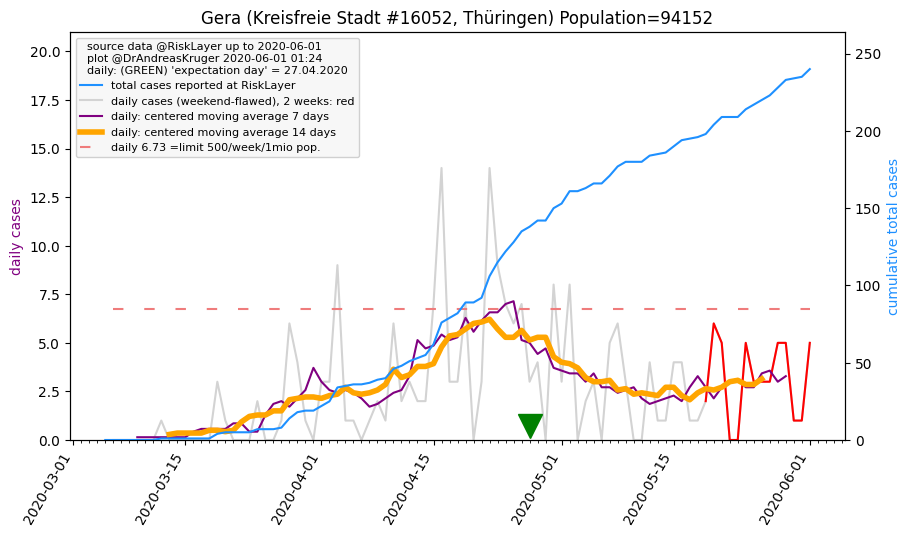 Gera (Kreisfreie Stadt #16052, Thüringen) Population=94152
source data @RiskLayer up to 2020-06-01
plot @DrAndreasKruger 2020-06-01 01:24
daily: (GREEN) 'expectation day' = 27.04.2020
total cases reported at RiskLayer
daily cases (weekend-flawed), 2 weeks: red
daily: centered moving average 7 days
daily: centered moving average 14 days
daily 6.73 =limit 500/week/1mio pop.
daily cases
20.0
17.5
15.0
12.5
10.0
7.5
5.0
2.5
0.0
cumulative total cases
250
200
150
100
50
0
2020-03-01
2020-03-15
2020-04-01
2020-04-15
2020-05-01
2020-05-15
2020-06-01